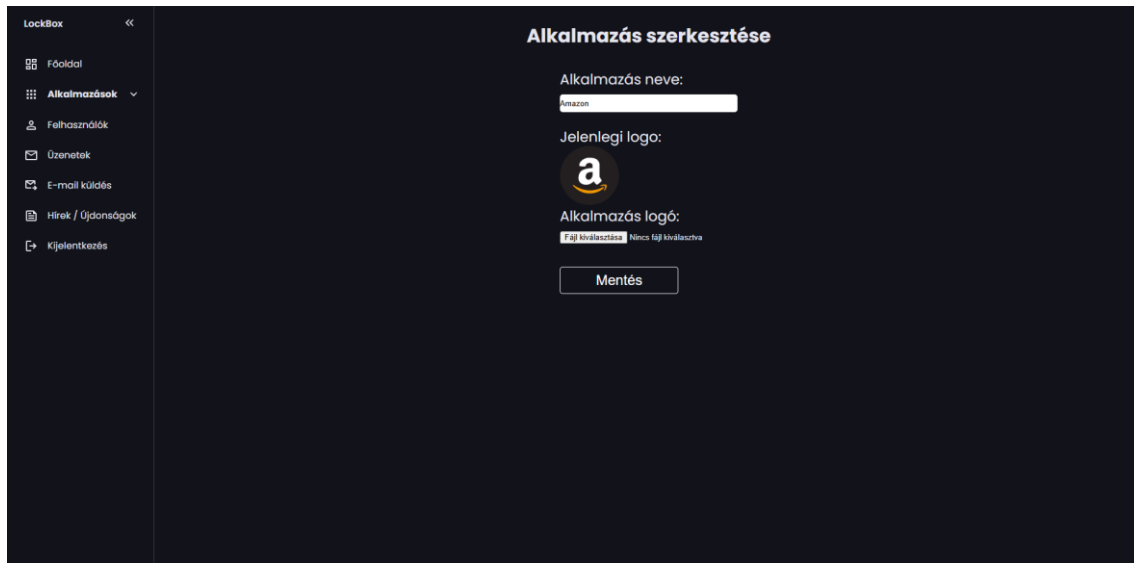 LockBox
Főoldal
Alkalmazások
Felhasználók
Üzenetek
E-mail küldés
Hírek / Újdonságok
Kijelentkezés
Alkalmazás szerkesztése
Alkalmazás neve:
Amazon
Jelenlegi logo:
a
Alkalmazás logó:
Fájl kiválasztása Nincs fájl kiválasztva
Mentés